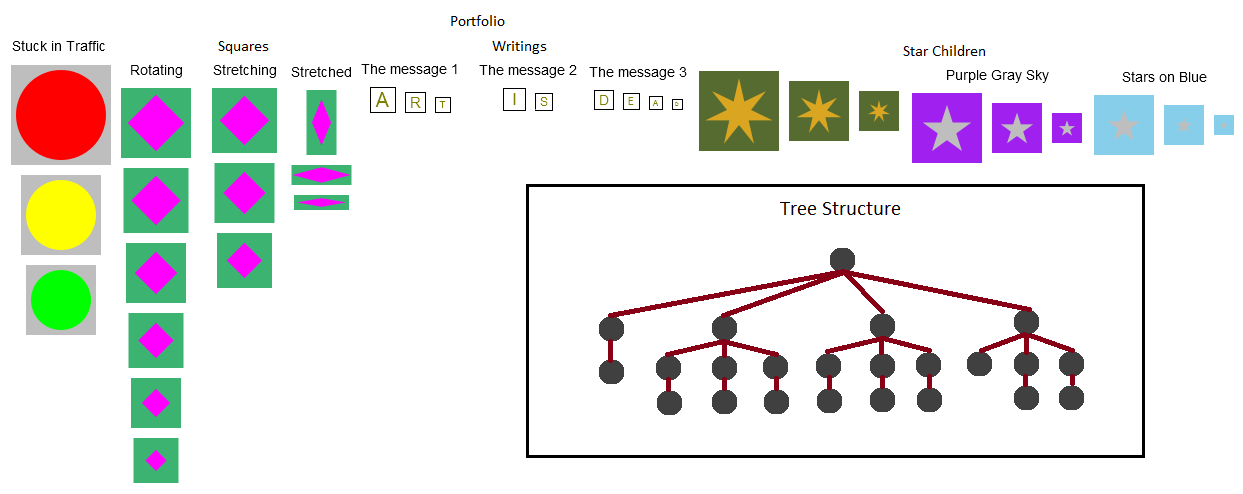 Portfolio
Stuck in Traffic
Squares
Rotating
Stretching
Stretched
Writings
The message 1
The message 2
The message 3
A R T
I S
D E A D
Star Children
Purple Gray Sky
Stars on Blue
Tree Structure